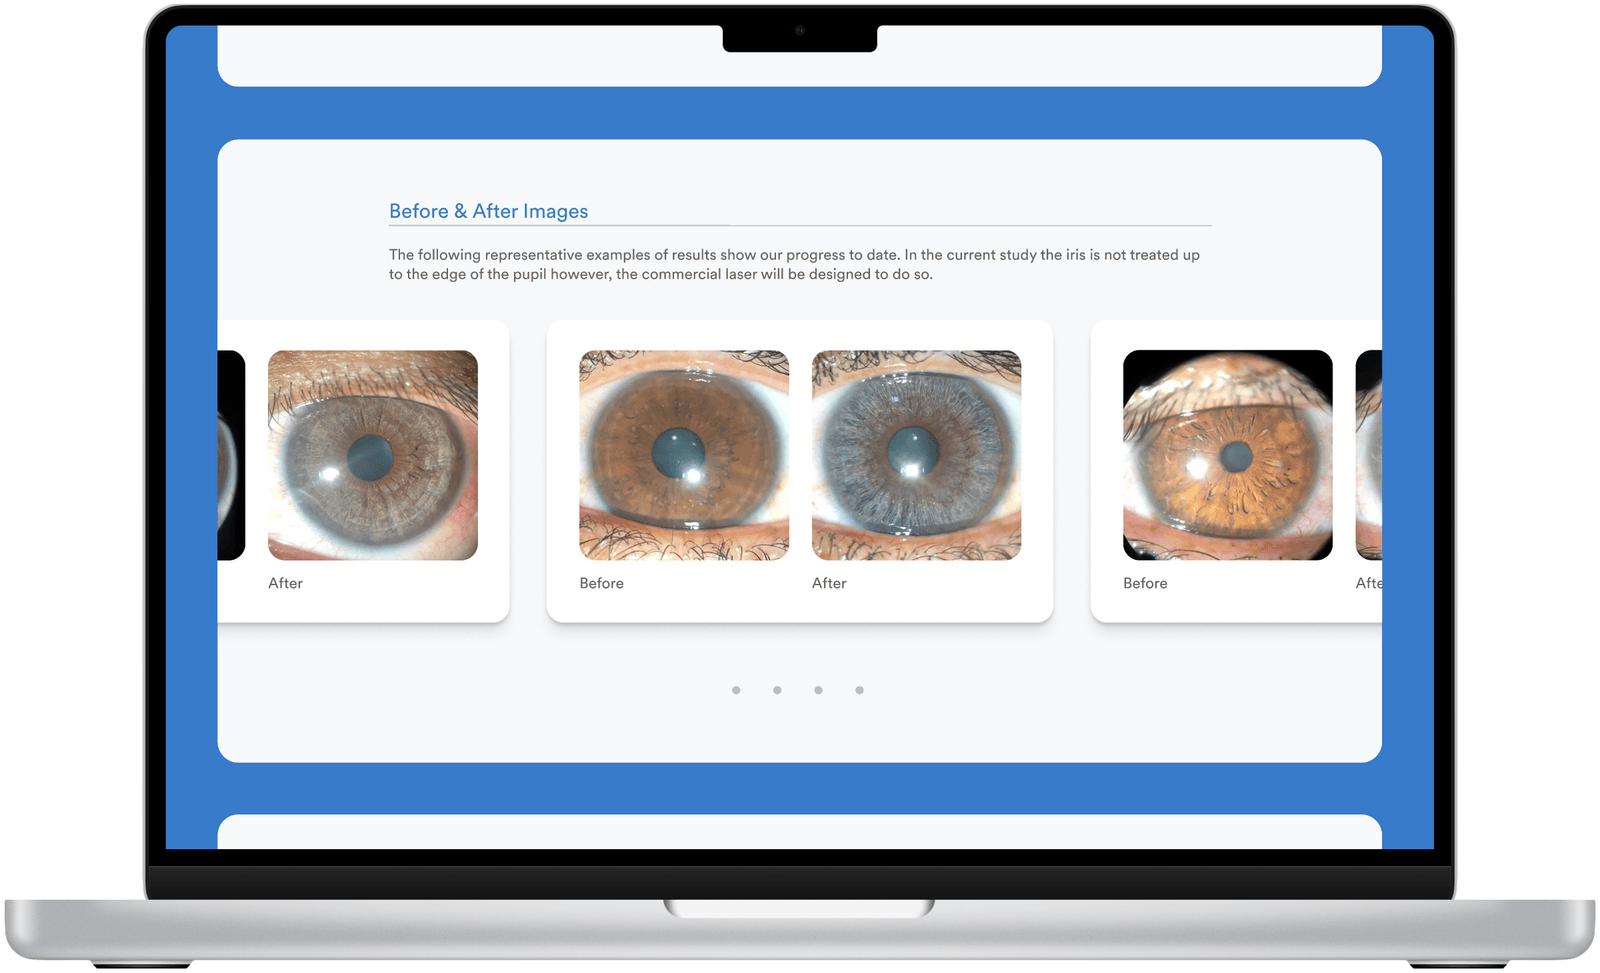 Before & After Images
The following representative examples of results show our progress to date. In the current study the iris is not treated up
to the edge of the pupil however, the commercial laser will be designed to do so.
After
Before
After
Before
Afte